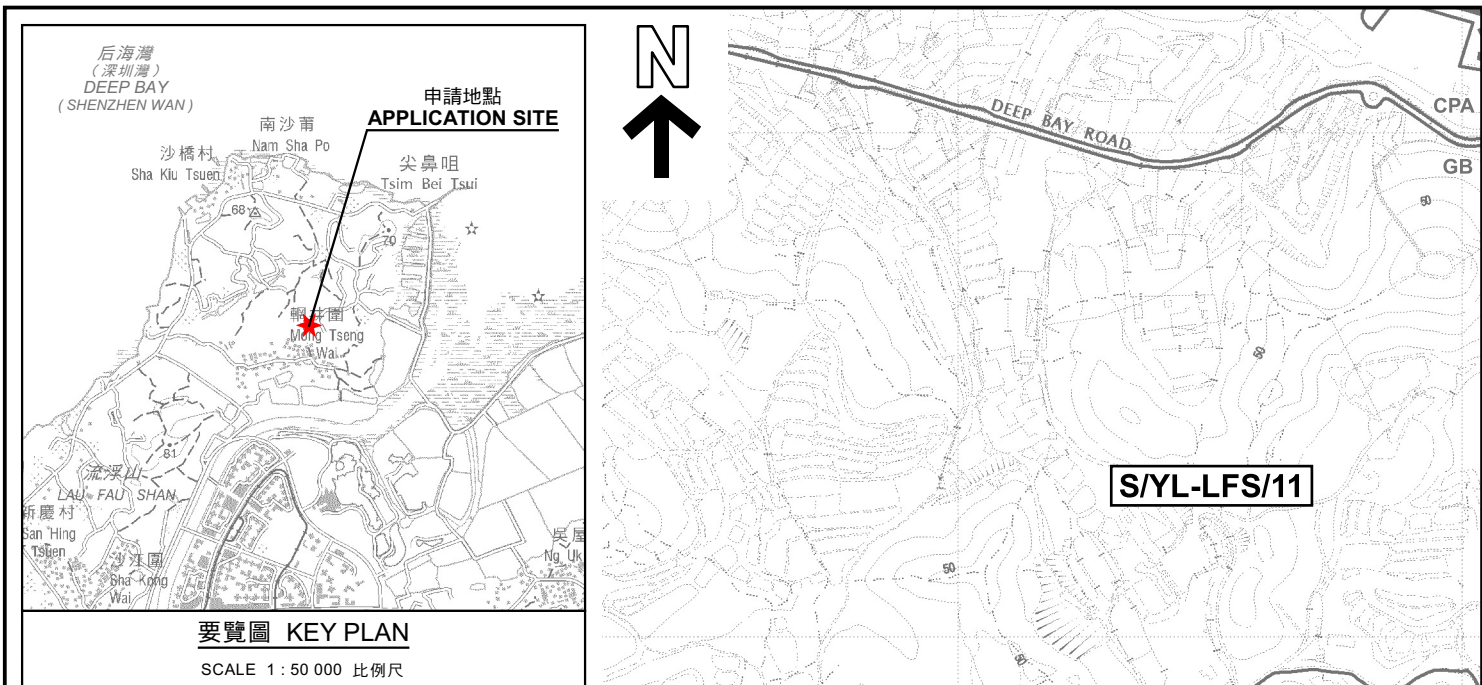 后海灣
(深圳灣)
DEEP BAY
( SHENZHEN WAN )
申請地點
APPLICATION SITE
南沙莆
Nam Sha Po
沙橋村
Sha Kiu Tsuen
尖鼻咀
Tsim Bei Tsui
68
70
Mong Tseng
Wai
81
流浮山
LAU FAU SHAN
新慶村
San Hing
Tsuen
沙江圍
Sha Kong
Wai
吳屋
Ng Uk
要覽圖 KEY PLAN
SCALE 1 : 50 000 比例尺
N
DEEP BAY ROAD
CPA
GB
50
50
S/YL-LFS/11
50
50